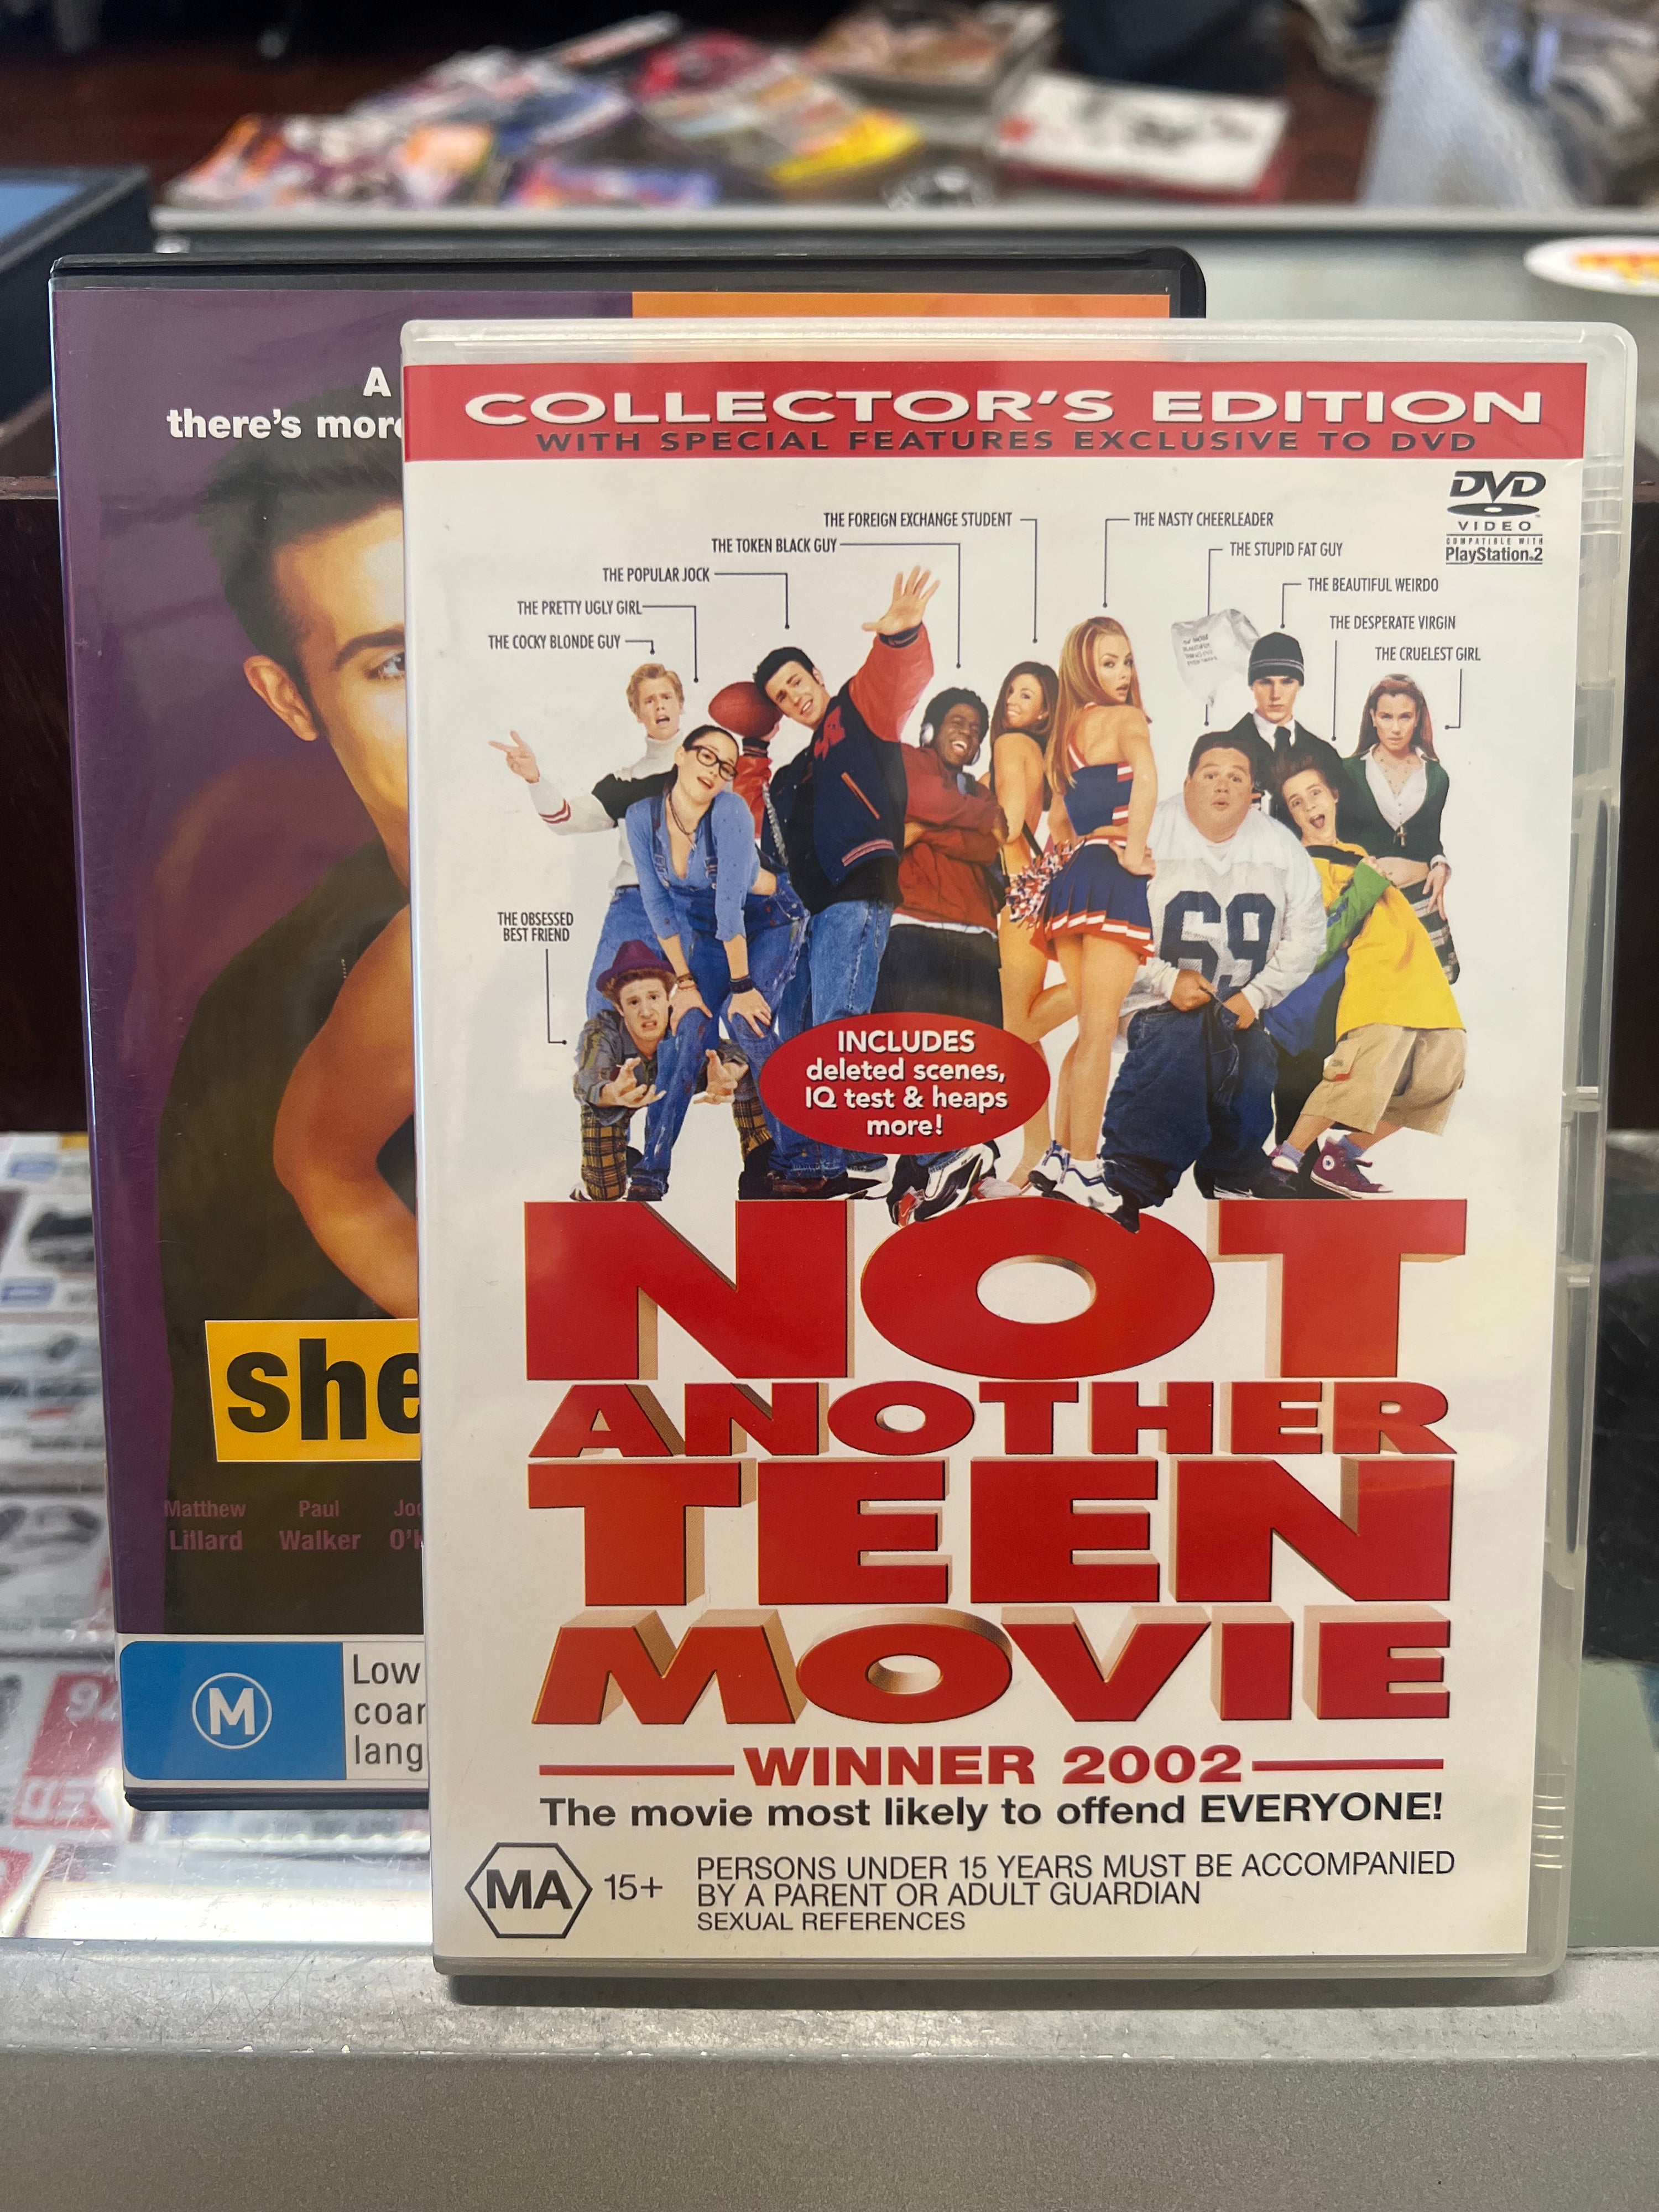 A
there's more
she
Matthew Paul
Lillard Walker
M
Low
coar
lang
COLLECTOR'S EDITION
WITH SPECIAL FEATURES EXCLUSIVE TO DVD
DVD
VIDEO
COMPATIBLE WITH
PlayStation.2
THE FOREIGN EXCHANGE STUDENT
THE NASTY CHEERLEADER
THE TOKEN BLACK GUY
THE STUPID FAT GUY
THE POPULAR JOCK
THE BEAUTIFUL WEIRDO
THE PRETTY UGLY GIRL
THE DESPERATE VIRGIN
THE COCKY BLONDE GUY
THE CRUELEST GIRL
69
THE OBSESSED
BEST FRIEND
INCLUDES
deleted scenes,
IQ test & heaps
more!
NOT
ANOTHER
TEEN
MOVIE
WINNER 2002
The movie most likely to offend EVERYONE!
MA 15+
PERSONS UNDER 15 YEARS MUST BE ACCOMPANIED
BY A PARENT OR ADULT GUARDIAN
SEXUAL REFERENCES